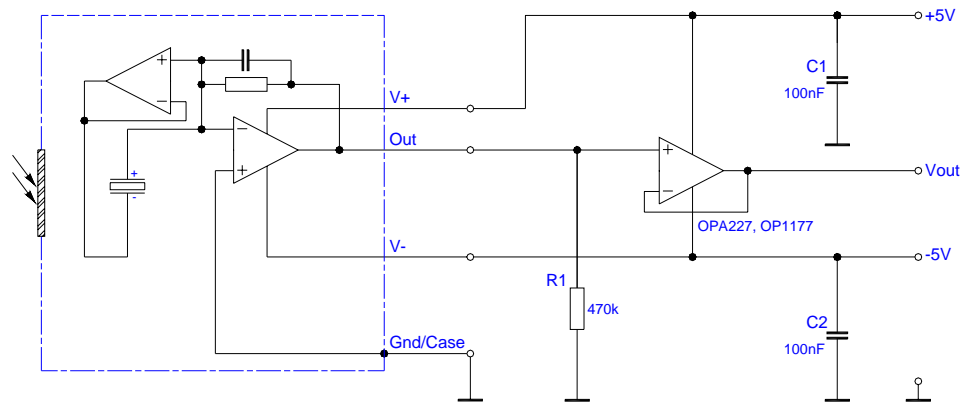 +5V
C1
100nF
V+
Out
+
−
−
+
+
-
+
−
Vout
OPA227, OP1177
V-
-5V
R1
470k
C2
100nF
Gnd/Case